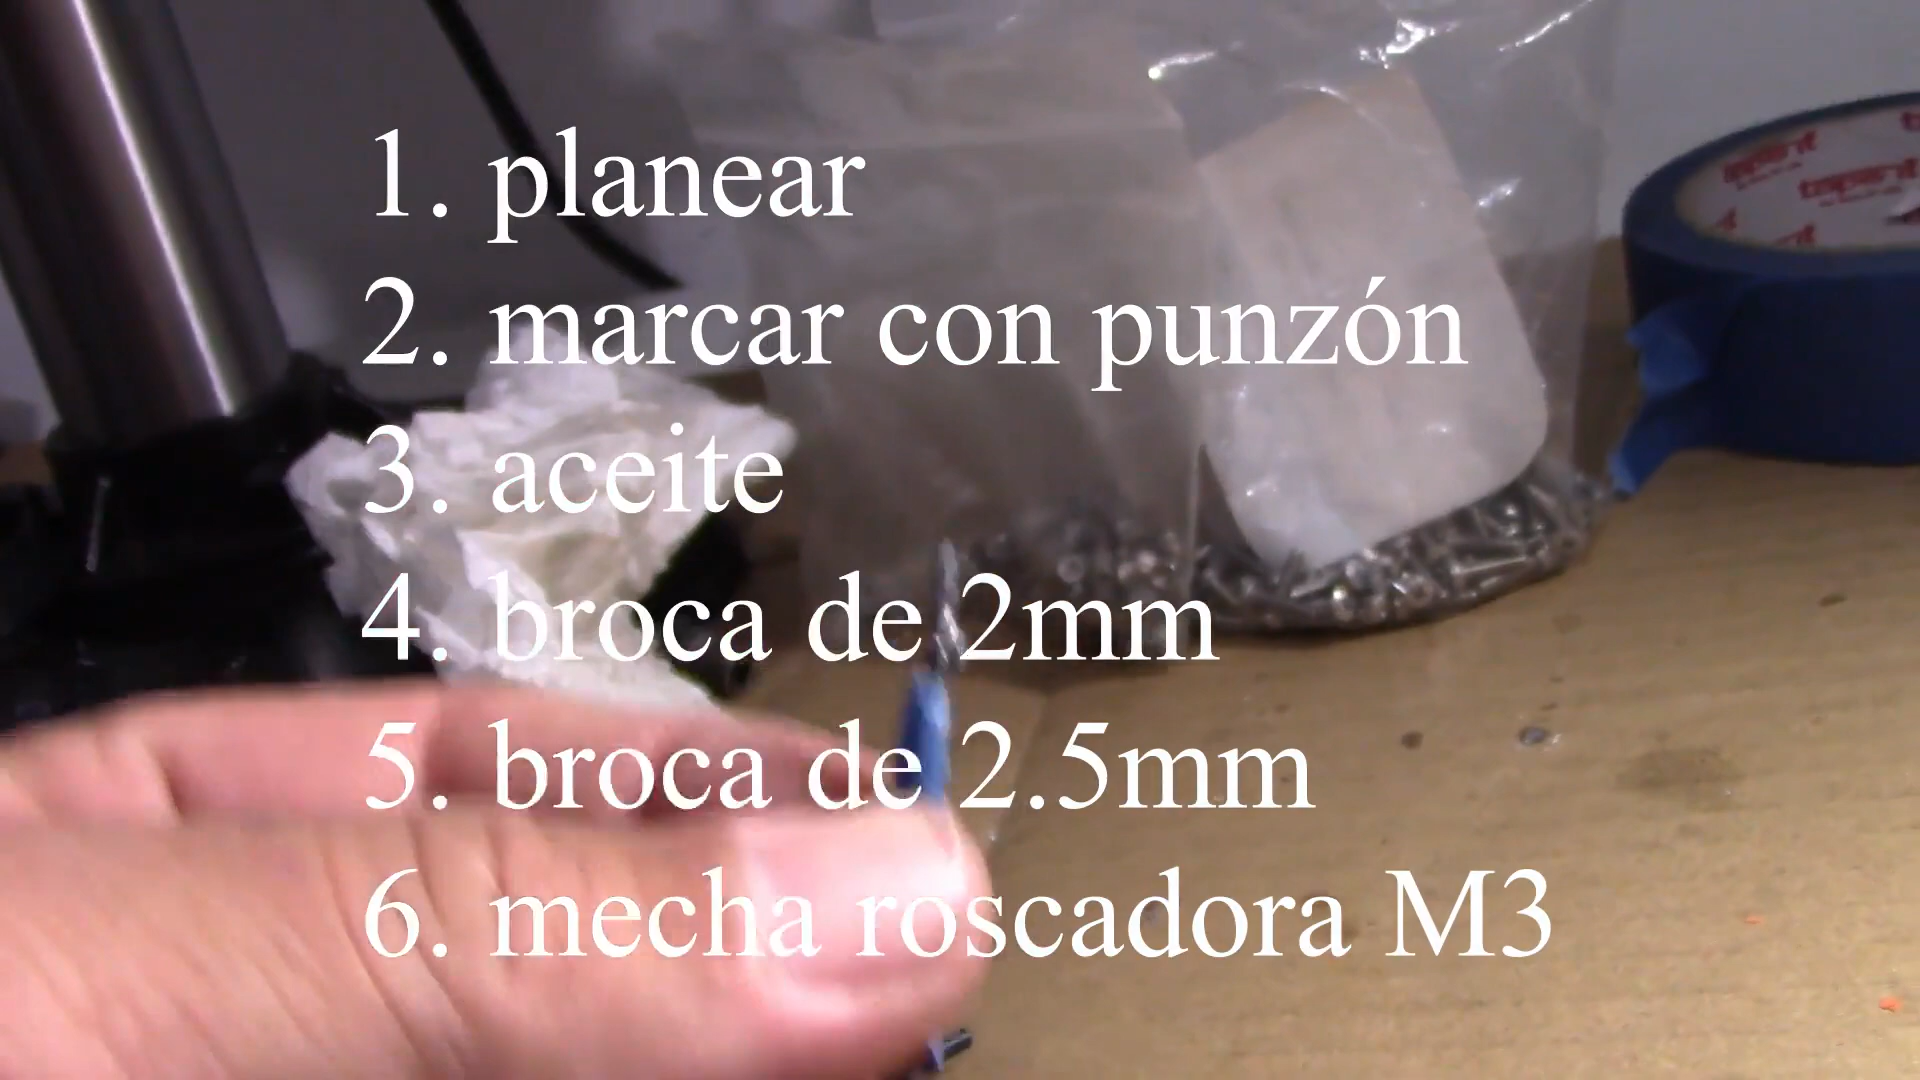 1. planear
2. marcar con punzón
3. aceite
4. broca de 2mm
5. broca de 2.5mm
6. mecha roscadora M3